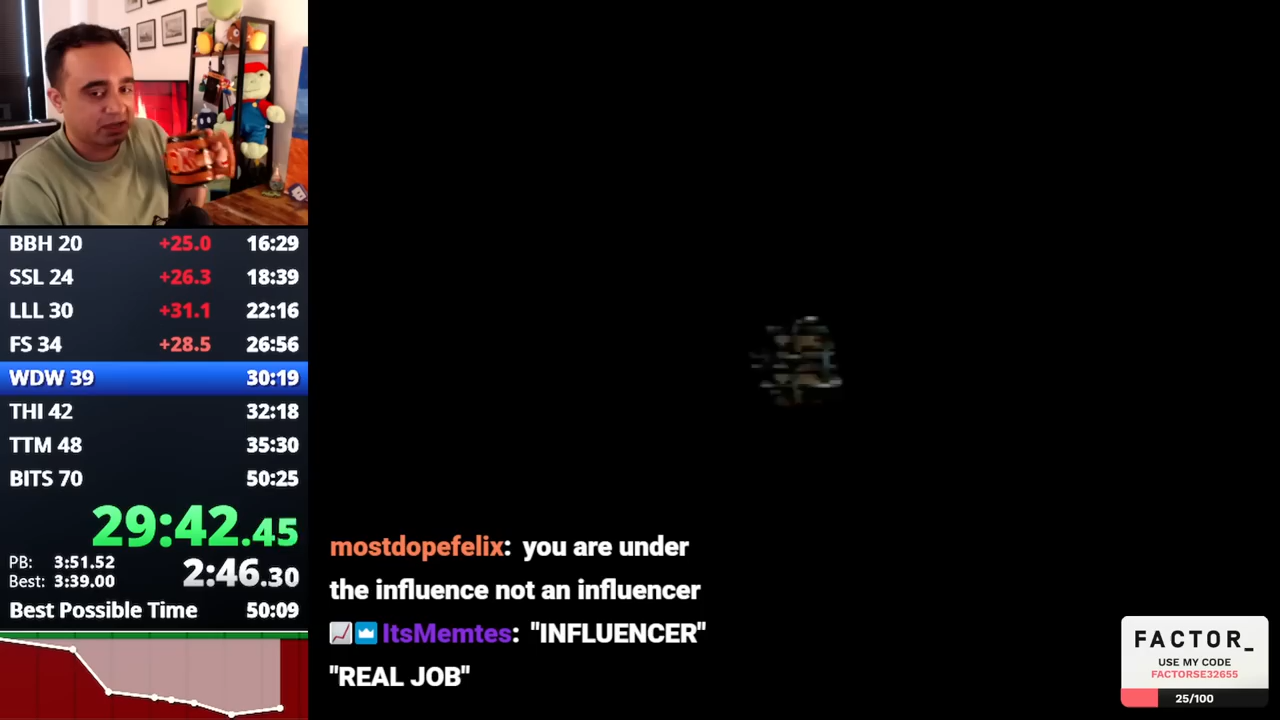 BBH 20 +25.0 16:29
SSL 24 +26.3 18:39
LLL 30 +31.1 22:16
FS 34 +28.5 26:56
WDW 39 30:19
THI 42 32:18
TTM 48 35:30
BITS 70 50:25
29:42.45
PB: 3:51.52
Best: 3:39.00
2:46.30
Best Possible Time 50:09
mostdopefelix: you are under
the influence not an influencer
ItsMemtes: "INFLUENCER"
"REAL JOB"
FACTOR_
USE MY CODE
FACTORSE32655
25/100